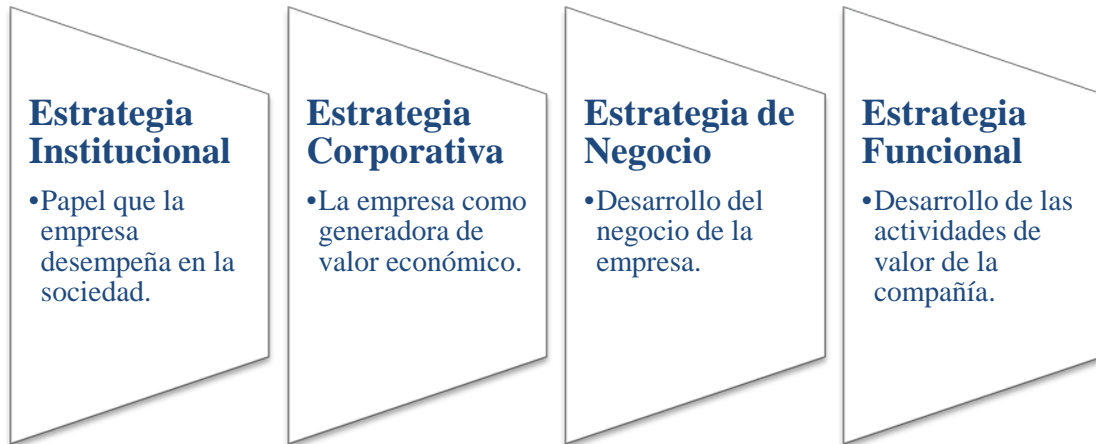 Estrategia
Institucional
•Papel que la
empresa
desempeña en la
sociedad.
Estrategia
Corporativa
•La empresa como
generadora de
valor económico.
Estrategia de
Negocio
•Desarrollo del
negocio de la
empresa.
Estrategia
Funcional
•Desarrollo de las
actividades de
valor de la
compañía.